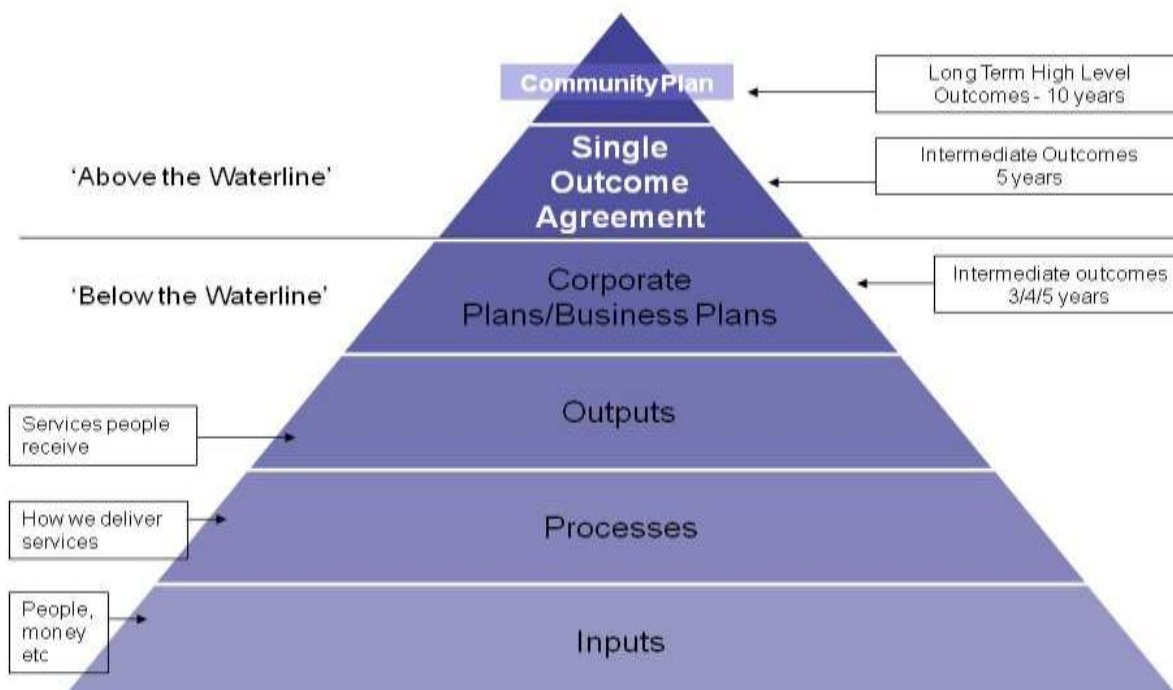 Community Plan
Long Term High Level
Outcomes - 10 years
Single
Outcome
Agreement
Intermediate Outcomes
5 years
'Above the Waterline'
'Below the Waterline'
Corporate
Plans/Business Plans
Intermediate outcomes
3/4/5 years
Services people
receive
Outputs
How we deliver
services
Processes
People,
money
etc
Inputs